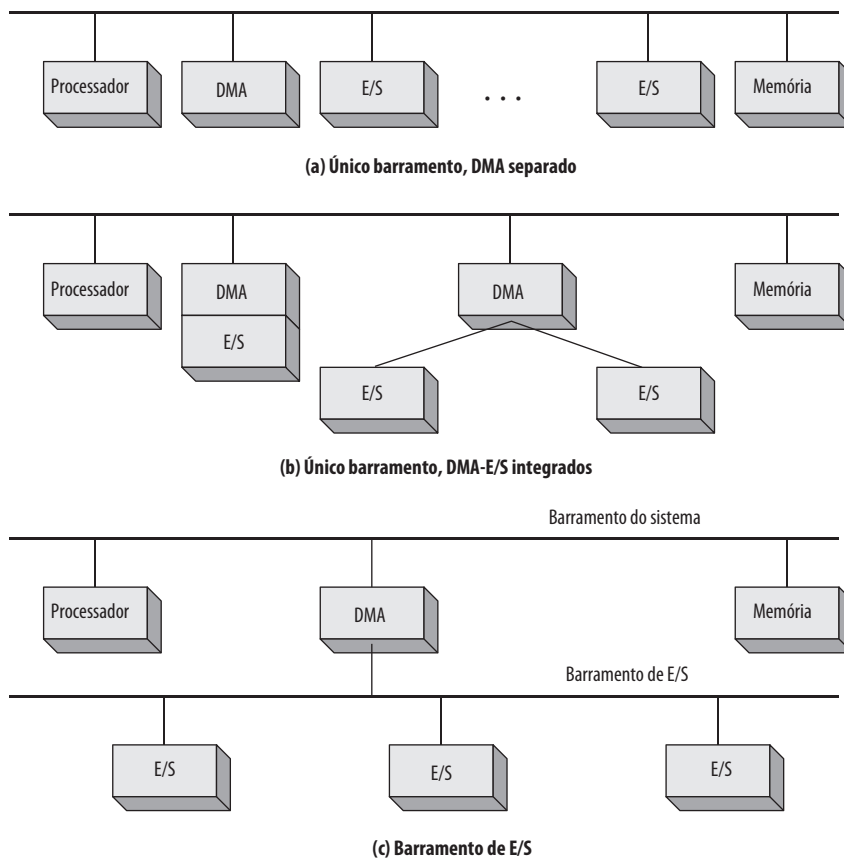 Processador
DMA
E/S
. . .
E/S
Memória
(a) Único barramento, DMA separado
Processador
DMA
E/S
DMA
Memória
E/S
E/S
(b) Único barramento, DMA-E/S integrados
Barramento do sistema
Processador
DMA
Memória
Barramento de E/S
E/S
E/S
E/S
(c) Barramento de E/S